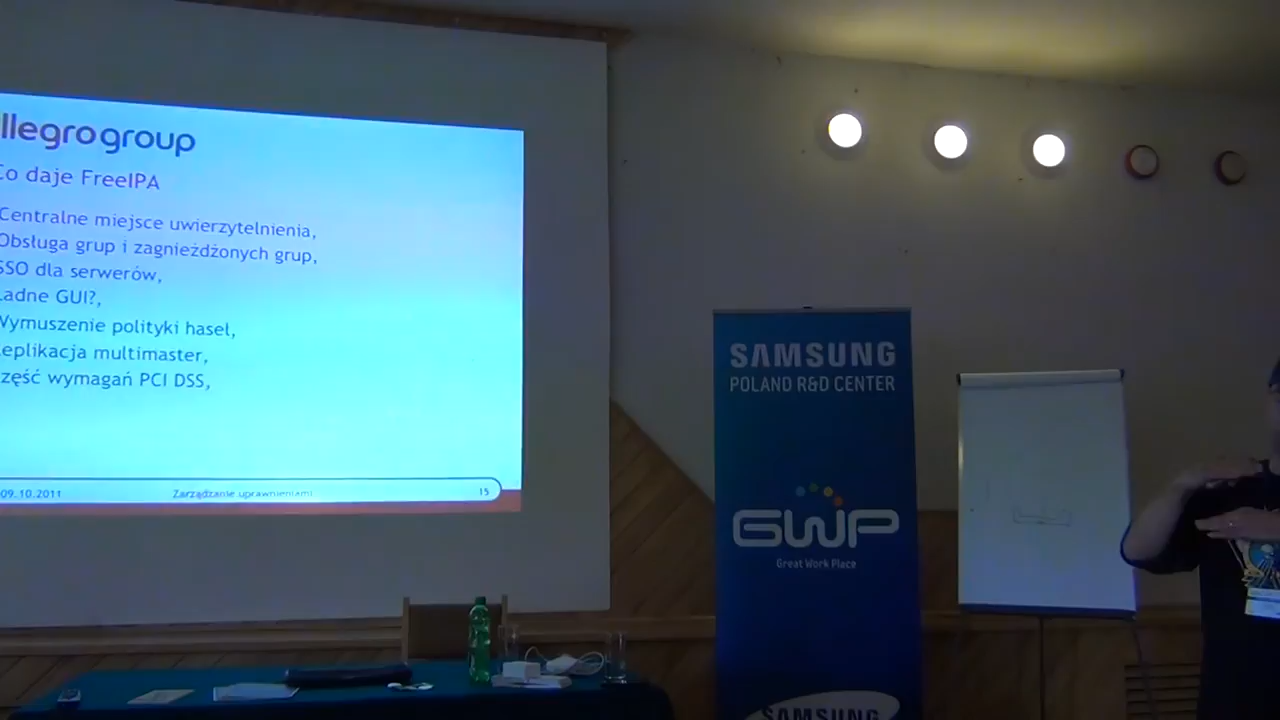 llegrogroup
Co daje FreeIPA
Centralne miejsce uwierzytelnienia,
Obsługa grup i zagnieżdżonych grup,
SSO dla serwerów,
adne GUI?,
Wymuszenie polityki haseł,
eplikacja multimaster,
zęść wymagań PCI DSS,
09.10.2011
Zarządzanie uprawnieniami
15
SAMSUNG
POLAND R&D CENTER
GWP
Great Work Place
SAMSUNG